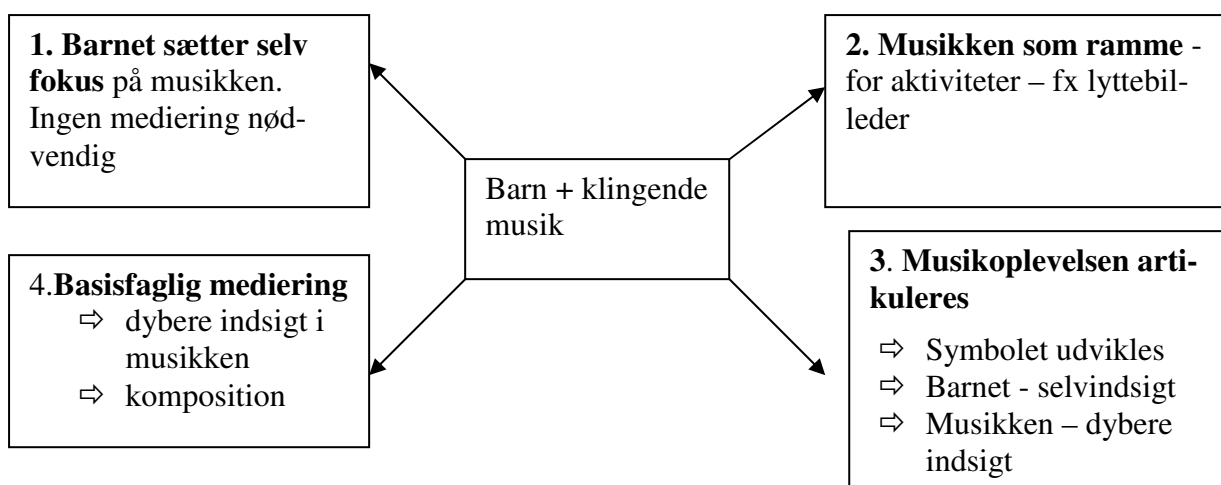 1. Barnet sætter selv
fokus på musikken.
Ingen mediering nød-
vendig
2. Musikken som ramme -
for aktiviteter – fx lyttebil-
leder
Barn + klingende
musik
3. Musikoplevelsen arti-
kuleres
⇨ Symbolet udvikles
⇨ Barnet - selvindsigt
⇨ Musikken – dybere
indsigt
4.Basisfaglig mediering
⇨ dybere indsigt i
musikken
⇨ komposition